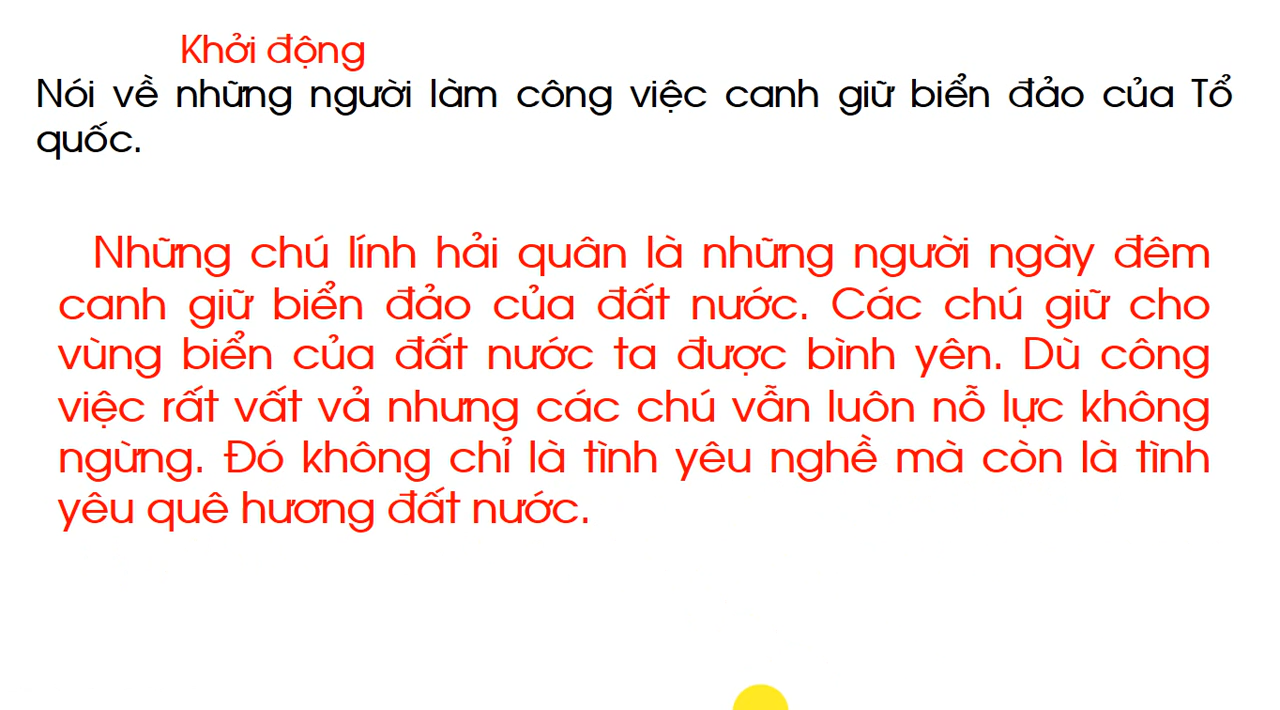 Khởi động
Nói về những người làm công việc canh giữ biển đảo của Tổ
quốc.
Những chú lính hải quân là những người ngày đêm
canh giữ biển đảo của đất nước. Các chú giữ cho
vùng biển của đất nước ta được bình yên. Dù công
việc rất vất vả nhưng các chú vẫn luôn nỗ lực không
ngừng. Đó không chỉ là tình yêu nghề mà còn là tình
yêu quê hương đất nước.